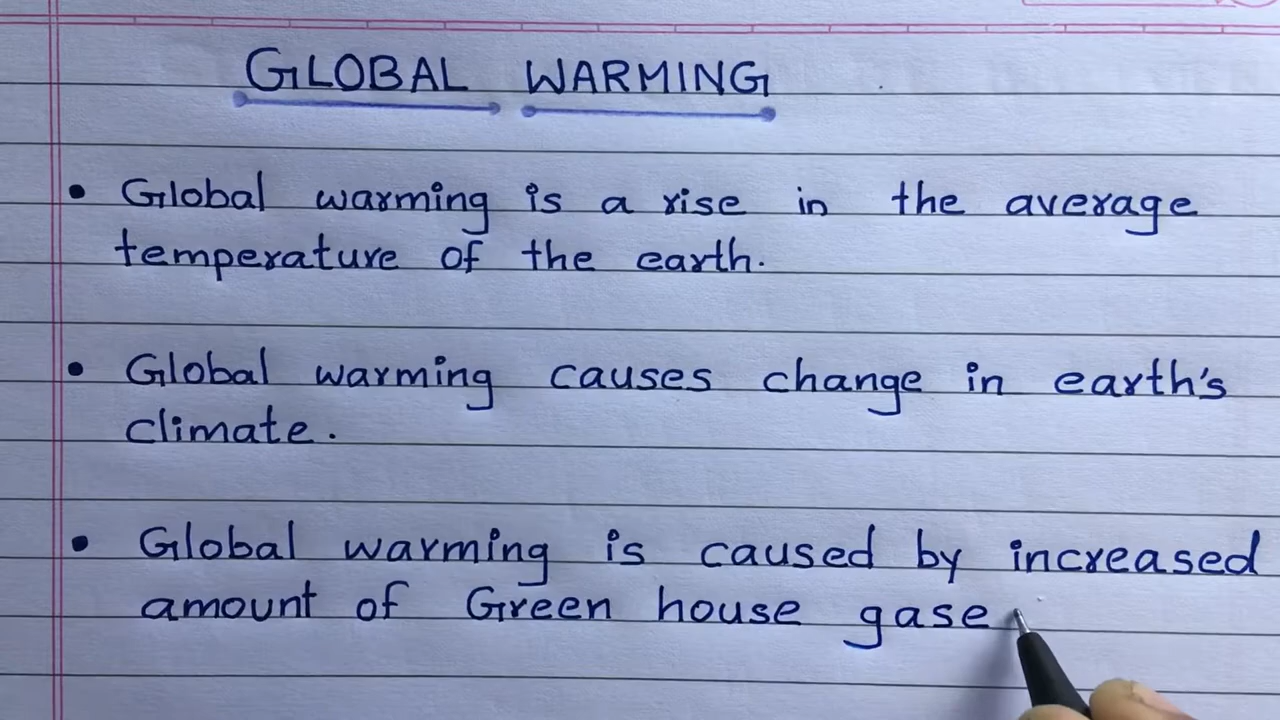 GLOBAL WARMING
• Global warming is a rise in the average
temperature of the earth.
• Global warming causes change in earth's
climate.
• Global warming is caused by increased
amount of Green house gase